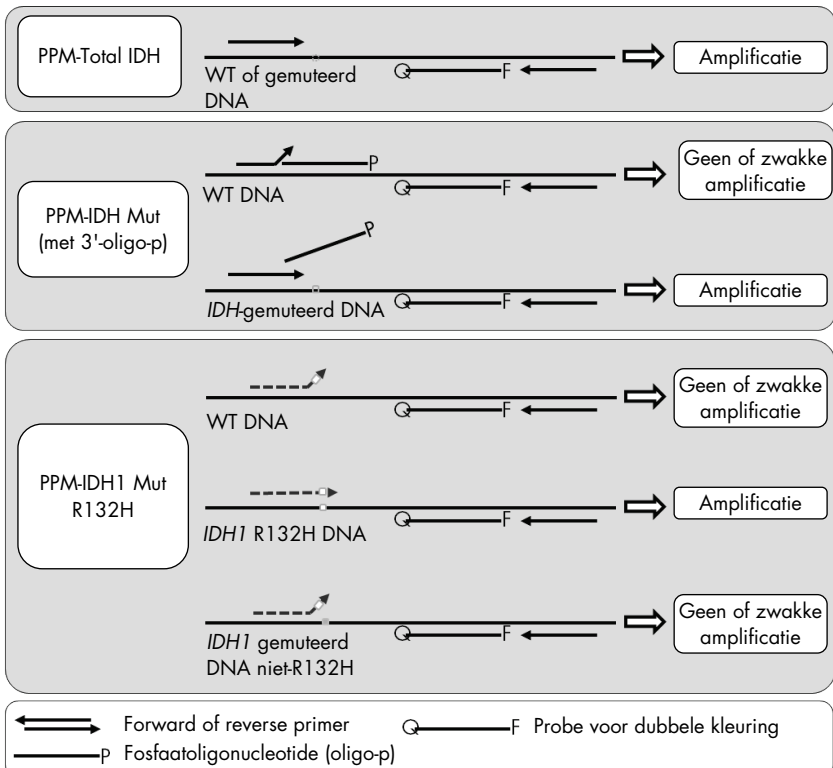 PPM-Total IDH
WT of gemuteerd
DNA
Q
F
Amplificatie
PPM-IDH Mut
(met 3'-oligo-p)
P
WT DNA
Q
F
Geen of zwakke
amplificatie
P
IDH-gemuteerd DNA
Q
F
Amplificatie
PPM-IDH1 Mut
R132H
WT DNA
Q
F
Geen of zwakke
amplificatie
IDH1 R132H DNA
Q
F
Amplificatie
IDH1 gemuteerd
DNA niet-R132H
Q
F
Geen of zwakke
amplificatie
Forward of reverse primer
Q
F Probe voor dubbele kleuring
P Fosfaatoligonucleotide (oligo-p)